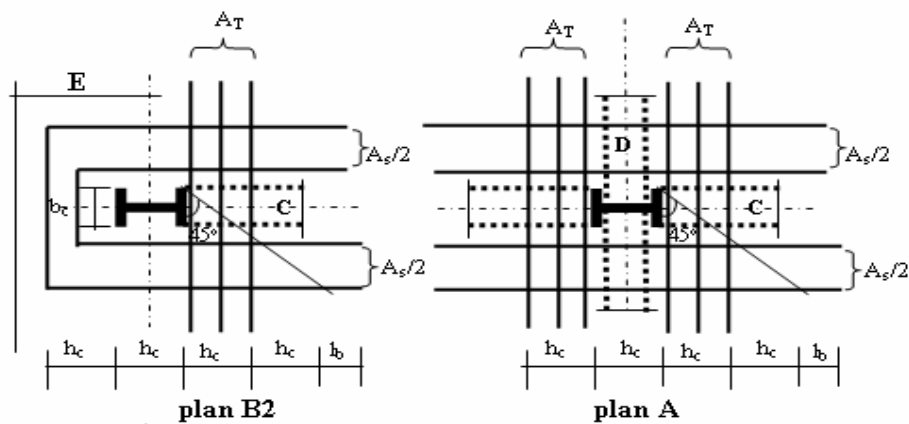 A_T
E
A_s/2
b_c
C
45°
A_s/2
h_c h_c h_c h_c l_b
plan B2
A_T A_T
D
A_s/2
C
45°
A_s/2
h_c h_c h_c h_c l_b
plan A